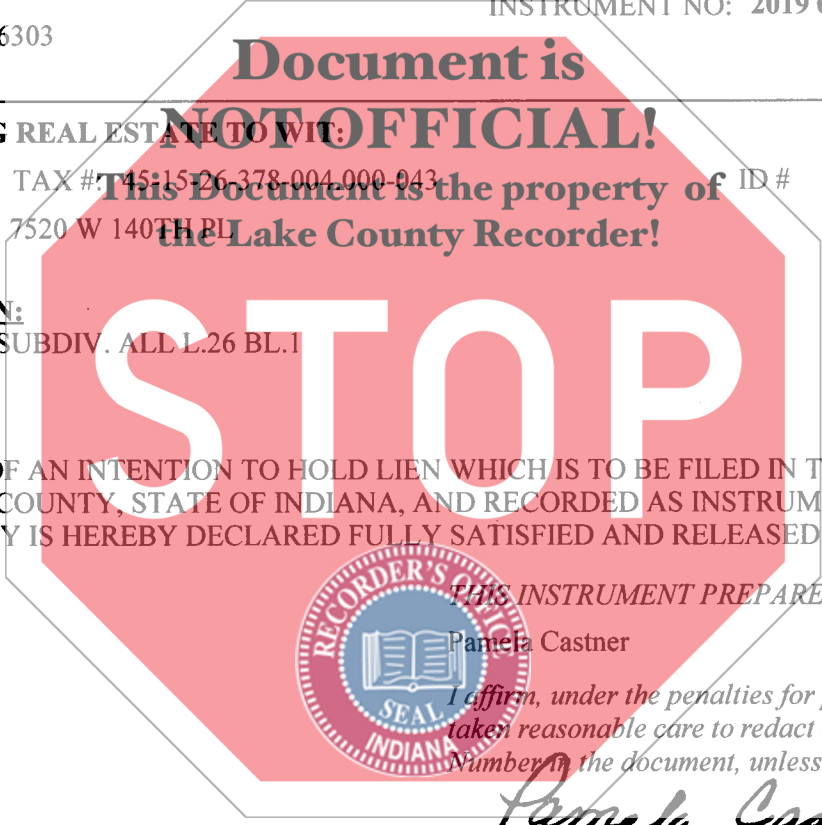 INSTRUMENT NO: 2019
6303
Document is
NOT OFFICIAL!
G REAL ESTATE TO WIT:
TAX #: 45-15-26-378-004.000-043 ID #
This Document is the property of
7520 W 140TH PL
the Lake County Recorder!
N:
SUBDIV. ALL L.26 BL.1
STOP
OF AN INTENTION TO HOLD LIEN WHICH IS TO BE FILED IN T
COUNTY, STATE OF INDIANA, AND RECORDED AS INSTRUM
Y IS HEREBY DECLARED FULLY SATISFIED AND RELEASED
RECORDER'S OFFICE
SEAL
INDIANA
THIS INSTRUMENT PREPARE
Pamela Castner
I affirm, under the penalties for
taken reasonable care to redact
Number in the document, unless
Pamela